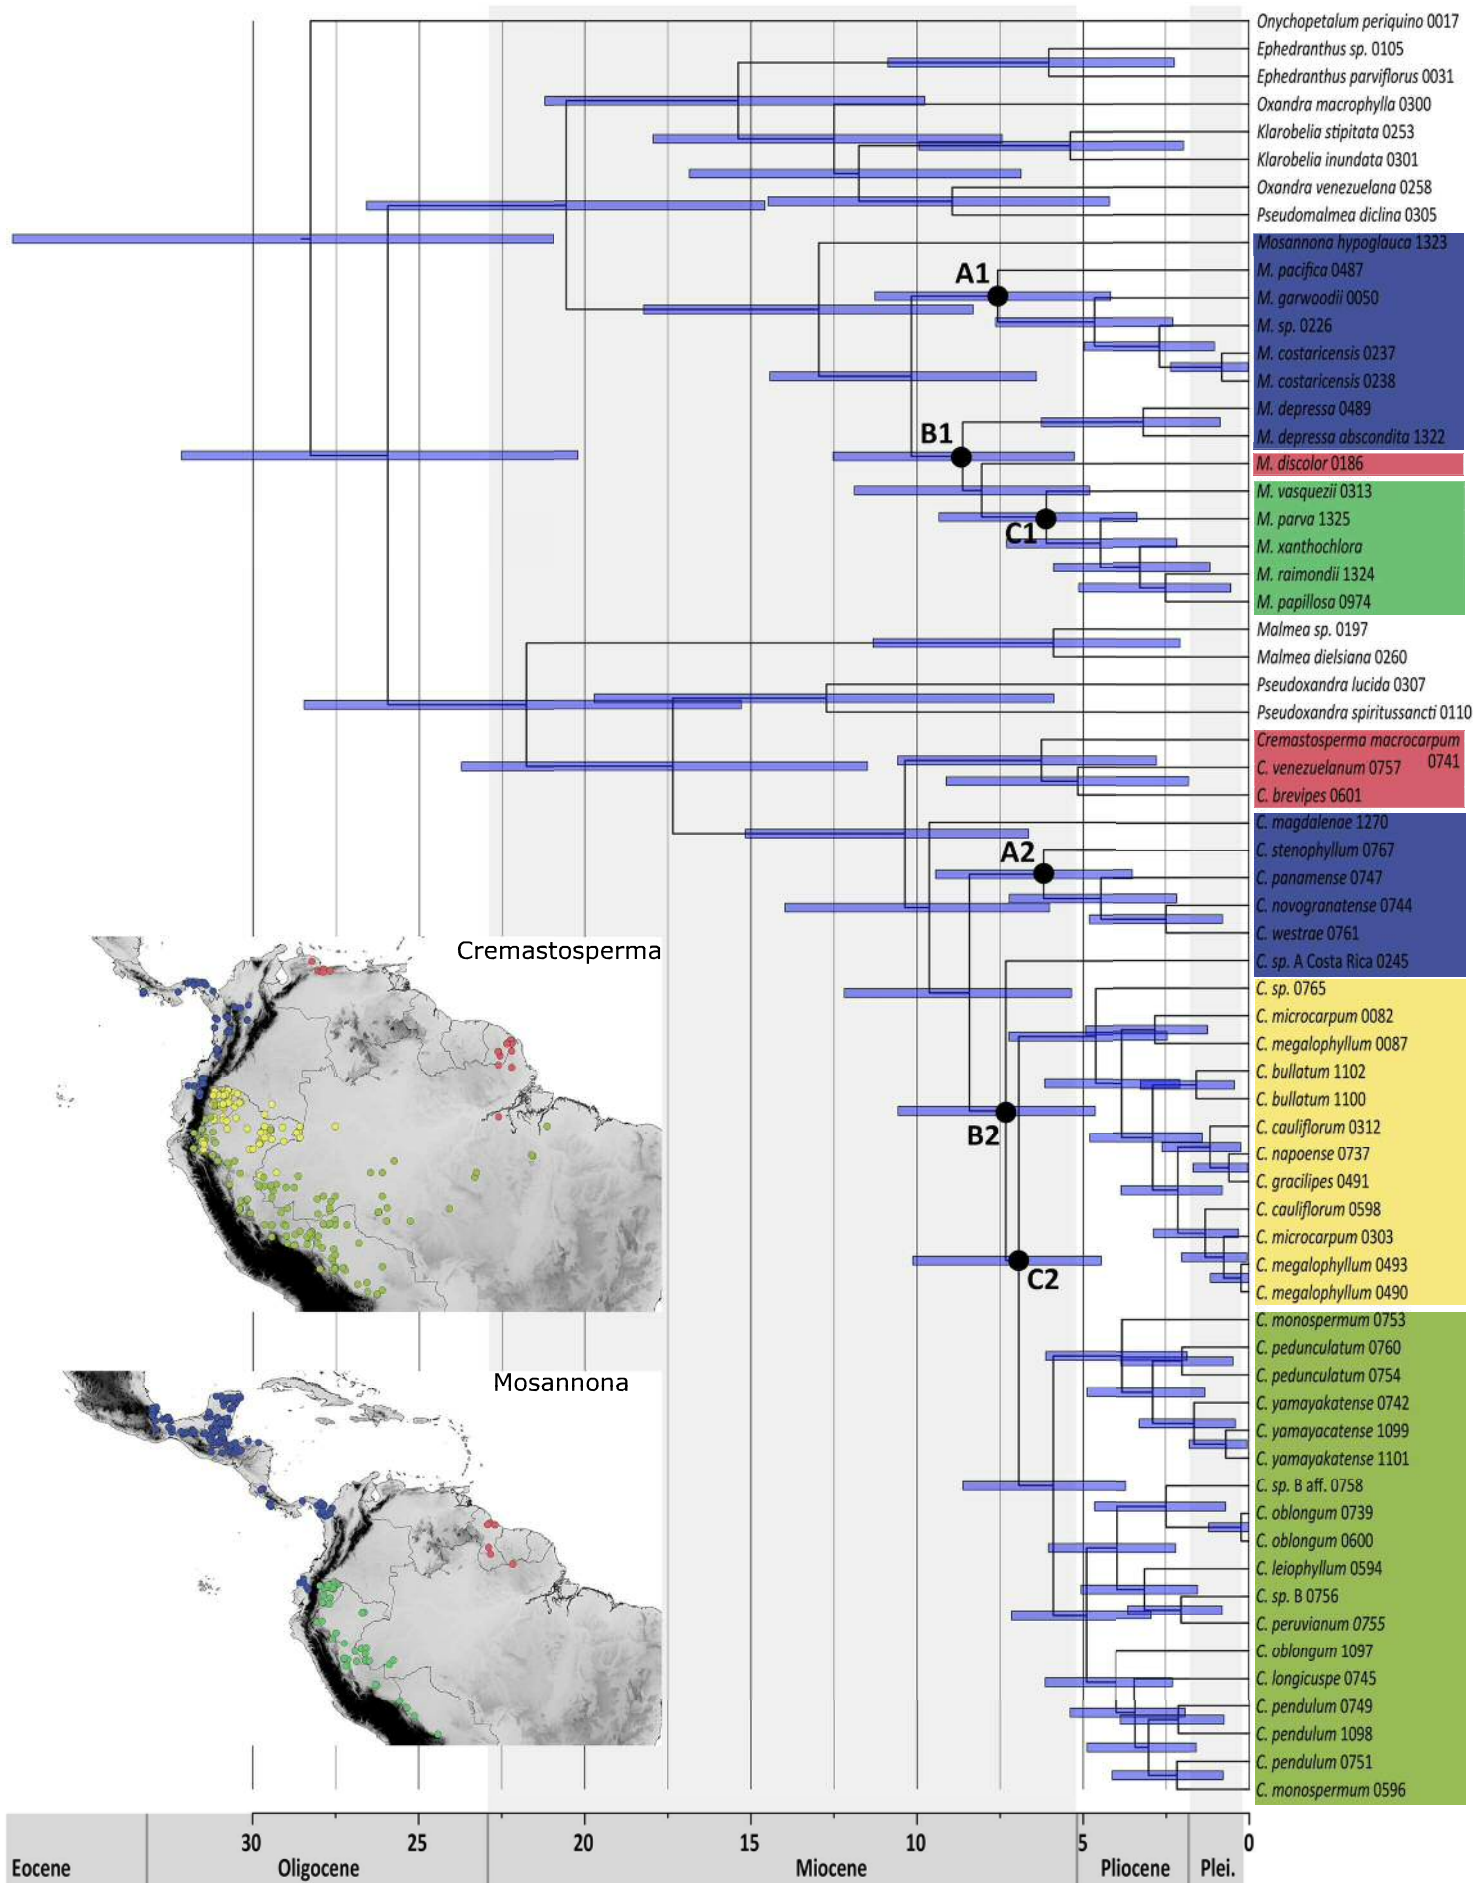 Onychopetalum periquino 0017
Ephedranthus sp. 0105
Ephedranthus parviflorus 0031
Oxandra macrophylla 0300
Klarobelia stipitata 0253
Klarobelia inundata 0301
Oxandra venezuelana 0258
Pseudomalmea diclina 0305
Mosannona hypoglauca 1323
M. pacifica 0487
A1
M. garwoodii 0050
M. sp. 0226
M. costaricensis 0237
M. costaricensis 0238
M. depressa 0489
B1
M. depressa abscondita 1322
M. discolor 0186
M. vasquezii 0313
M. parva 1325
C1
M. xanthochlora
M. raimondii 1324
M. papillosa 0974
Malmea sp. 0197
Malmea dielsiana 0260
Pseudoxandra lucida 0307
Pseudoxandra spiritussancti 0110
Cremastosperma macrocarpum
0741
C. venezuelanum 0757
C. brevipes 0601
C. magdalenae 1270
A2
C. stenophyllum 0767
C. panamense 0747
C. novogranatense 0744
C. westrae 0761
Cremastosperma
C. sp. A Costa Rica 0245
C. sp. 0765
C. microcarpum 0082
C. megalophyllum 0087
C. bullatum 1102
C. bullatum 1100
B2
C. cauliflorum 0312
C. napoense 0737
C. gracilipes 0491
C. cauliflorum 0598
C. microcarpum 0303
C. megalophyllum 0493
C2
C. megalophyllum 0490
C. monospermum 0753
C. pedunculatum 0760
C. pedunculatum 0754
Mosannona
C. yamayakatense 0742
C. yamayacatense 1099
C. yamayakatense 1101
C. sp. B aff. 0758
C. oblongum 0739
C. oblongum 0600
C. leiophyllum 0594
C. sp. B 0756
C. peruvianum 0755
C. oblongum 1097
C. longicuspe 0745
C. pendulum 0749
C. pendulum 1098
C. pendulum 0751
C. monospermum 0596
30 25 20 15 10 5 0
Eocene Oligocene Miocene Pliocene Plei.